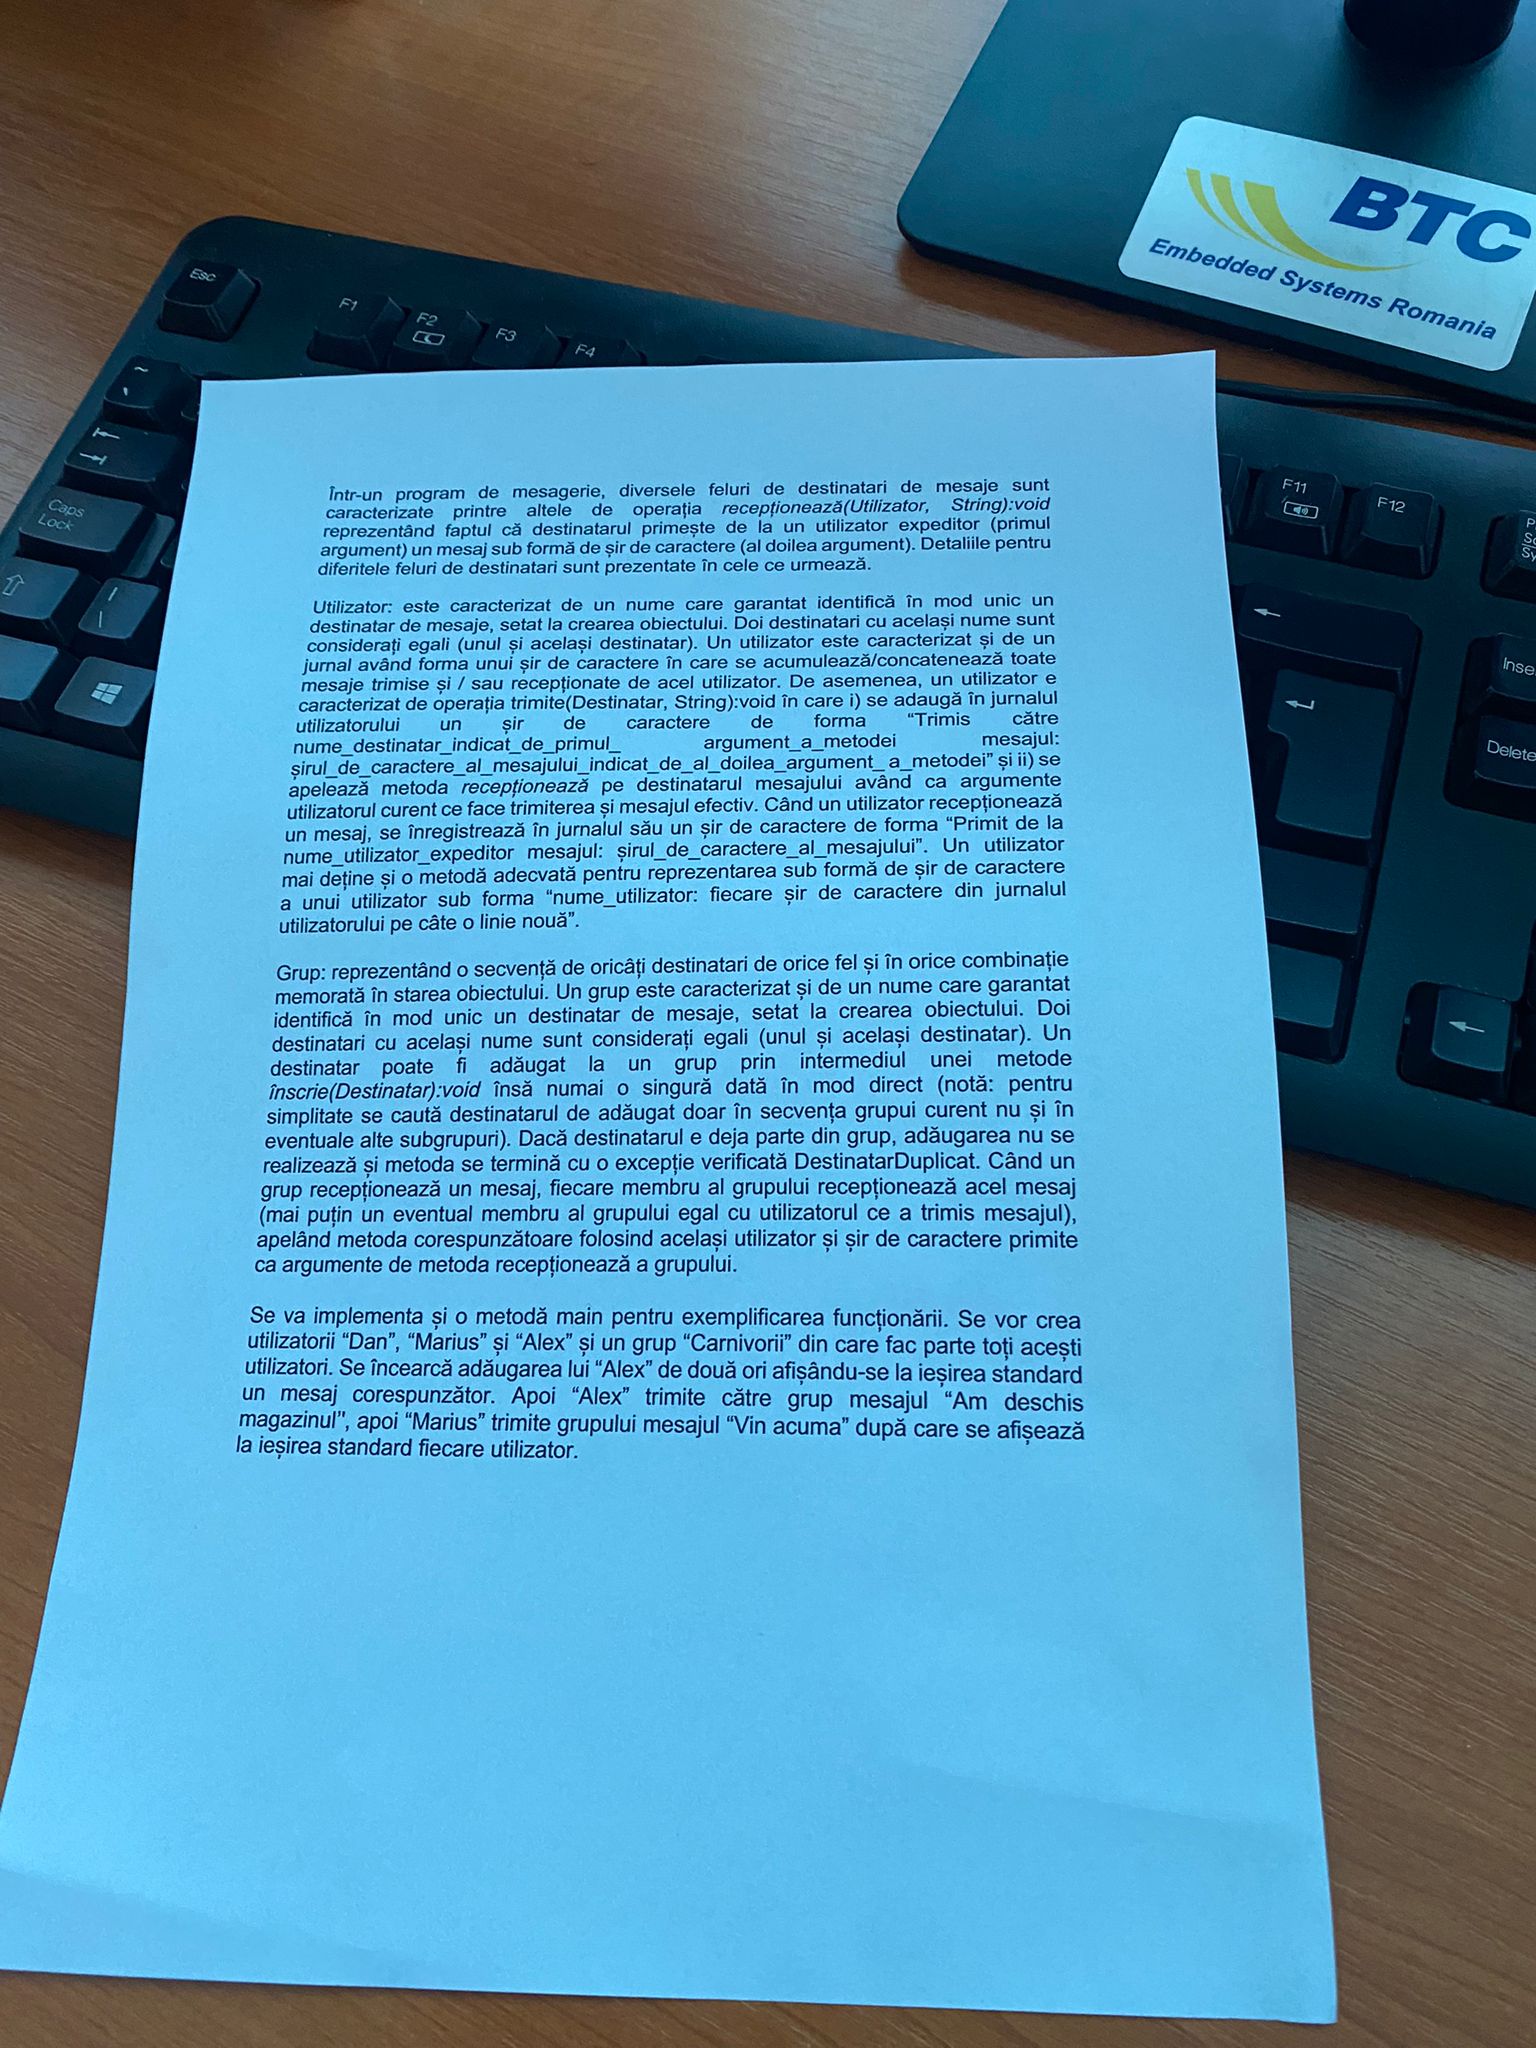 BTC
Embedded Systems Romania
Esc
F1
F2
F3
F4
F11
F12
Caps
Lock
Inse
Delete
Într-un program de mesagerie, diversele feluri de destinatari de mesaje sunt
caracterizate printre altele de operația recepționează(Utilizator, String):void
reprezentând faptul că destinatarul primește de la un utilizator expeditor (primul
argument) un mesaj sub formă de șir de caractere (al doilea argument). Detaliile pentru
diferitele feluri de destinatari sunt prezentate în cele ce urmează.
Utilizator: este caracterizat de un nume care garantat identifică în mod unic un
destinatar de mesaje, setat la crearea obiectului. Doi destinatari cu același nume sunt
considerați egali (unul și același destinatar). Un utilizator este caracterizat și de un
jurnal având forma unui șir de caractere în care se acumulează/concatenează toate
mesaje trimise și / sau recepționate de acel utilizator. De asemenea, un utilizator e
caracterizat de operația trimite(Destinatar, String):void în care i) se adaugă în jurnalul
utilizatorului un șir de caractere de forma “Trimis către
nume_destinatar_indicat_de_primul_ argument_a_metodei mesajul:
șirul_de_caractere_al_mesajului_indicat_de_al_doilea_argument_a_metodei” și ii) se
apelează metoda recepționează pe destinatarul mesajului având ca argumente
utilizatorul curent ce face trimiterea și mesajul efectiv. Când un utilizator recepționează
un mesaj, se înregistrează în jurnalul său un șir de caractere de forma “Primit de la
nume_utilizator_expeditor mesajul: șirul_de_caractere_al_mesajului”. Un utilizator
mai deține și o metodă adecvată pentru reprezentarea sub formă de șir de caractere
a unui utilizator sub forma “nume_utilizator: fiecare șir de caractere din jurnalul
utilizatorului pe câte o linie nouă”.
Grup: reprezentând o secvență de oricâți destinatari de orice fel și în orice combinație
memorată în starea obiectului. Un grup este caracterizat și de un nume care garantat
identifică în mod unic un destinatar de mesaje, setat la crearea obiectului. Doi
destinatari cu același nume sunt considerați egali (unul și același destinatar). Un
destinatar poate fi adăugat la un grup prin intermediul unei metode
înscrie(Destinatar):void însă numai o singură dată în mod direct (notă: pentru
simplitate se caută destinatarul de adăugat doar în secvența grupui curent nu și în
eventuale alte subgrupuri). Dacă destinatarul e deja parte din grup, adăugarea nu se
realizează și metoda se termină cu o excepție verificată DestinatarDuplicat. Când un
grup recepționează un mesaj, fiecare membru al grupului recepționează acel mesaj
(mai puțin un eventual membru al grupului egal cu utilizatorul ce a trimis mesajul),
apelând metoda corespunzătoare folosind același utilizator și șir de caractere primite
ca argumente de metoda recepționează a grupului.
Se va implementa și o metodă main pentru exemplificarea funcționării. Se vor crea
utilizatorii “Dan”, “Marius” și “Alex” și un grup “Carnivorii” din care fac parte toți acești
utilizatori. Se încearcă adăugarea lui “Alex” de două ori afișându-se la ieșirea standard
un mesaj corespunzător. Apoi “Alex” trimite către grup mesajul “Am deschis
magazinul”, apoi “Marius” trimite grupului mesajul “Vin acuma” după care se afișează
la ieșirea standard fiecare utilizator.